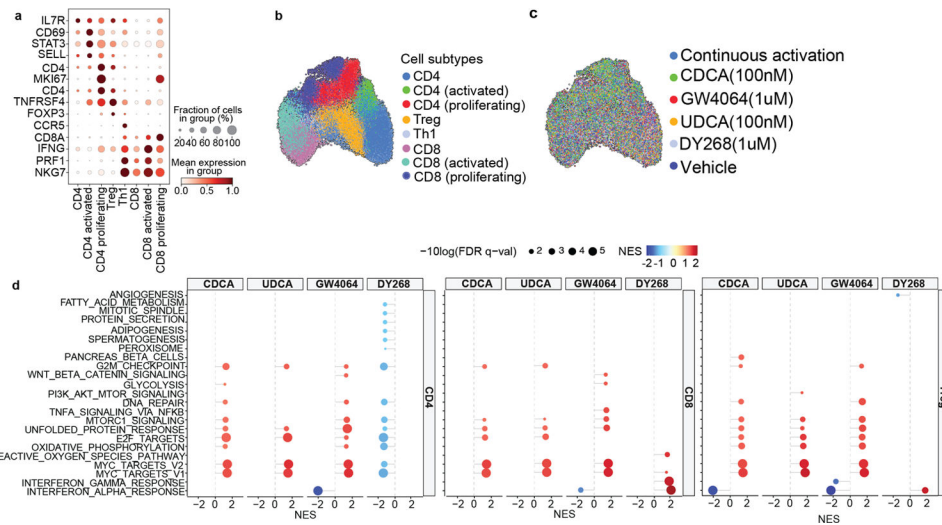 a
IL7R
CD69
STAT3
SELL
CD4
MKI67
CD4
TNFRSF4
FOXP3
CCR5
CD8A
IFNG
PRF1
NKG7
CD4
CD4 activated
CD4 proliferating
Treg
Th1
CD8
CD8 activated
CD8 proliferating
Fraction of cells
in group (%)
20 40 60 80 100
Mean expression
in group
0.0 0.5 1.0
b
Cell subtypes
CD4
CD4 (activated)
CD4 (proliferating)
Treg
Th1
CD8
CD8 (activated)
CD8 (proliferating)
c
Continuous activation
CDCA(100nM)
GW4064(1uM)
UDCA(100nM)
DY268(1uM)
Vehicle
−10log(FDR q-val) 2 3 4 5 NES
-2 -1 0 1 2
d
CDCA UDCA GW4064 DY268 CDCA UDCA GW4064 DY268 CDCA UDCA GW4064 DY268
ANGIOGENESIS
FATTY_ACID_METABOLISM
MITOTIC_SPINDLE
PROTEIN_SECRETION
ADIPOGENESIS
SPERMATOGENESIS
PEROXISOME
PANCREAS_BETA_CELLS
G2M_CHECKPOINT
WNT_BETA_CATENIN_SIGNALING
GLYCOLYSIS
PI3K_AKT_MTOR_SIGNALING
DNA_REPAIR
TNFA_SIGNALING_VIA_NFKB
MTORC1_SIGNALING
UNFOLDED_PROTEIN_RESPONSE
E2F_TARGETS
OXIDATIVE_PHOSPHORYLATION
EACTIVE_OXYGEN_SPECIES_PATHWAY
MYC_TARGETS_V2
MYC_TARGETS_V1
INTERFERON_GAMMA_RESPONSE
INTERFERON_ALPHA_RESPONSE
CD4
CD8
−2 0 2 −2 0 2 −2 0 2 −2 0 2 −2 0 2 −2 0 2 −2 0 2 −2 0 2 −2 0 2 −2 0 2 −2 0 2 −2 0 2
NES NES NES